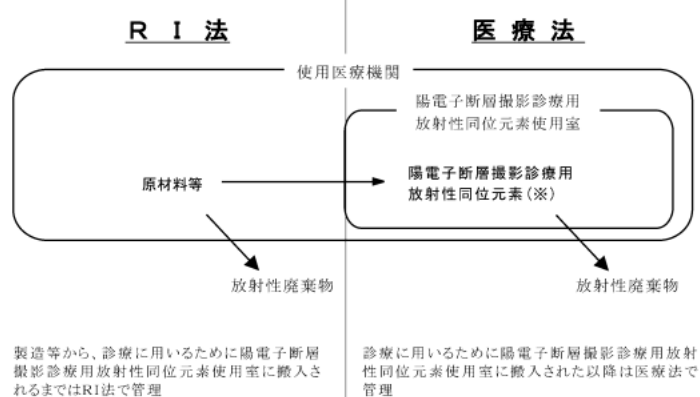 RI法
医療法
使用医療機関
陽電子断層撮影診療用
放射性同位元素使用室
原材料等
陽電子断層撮影診療用
放射性同位元素(※)
放射性廃棄物
放射性廃棄物
製造等から、診療に用いるために陽電子断層
撮影診療用放射性同位元素使用室に搬入さ
れるまではRI法で管理
診療に用いるために陽電子断層撮影診療用放射
性同位元素使用室に搬入された以降は医療法で
管理